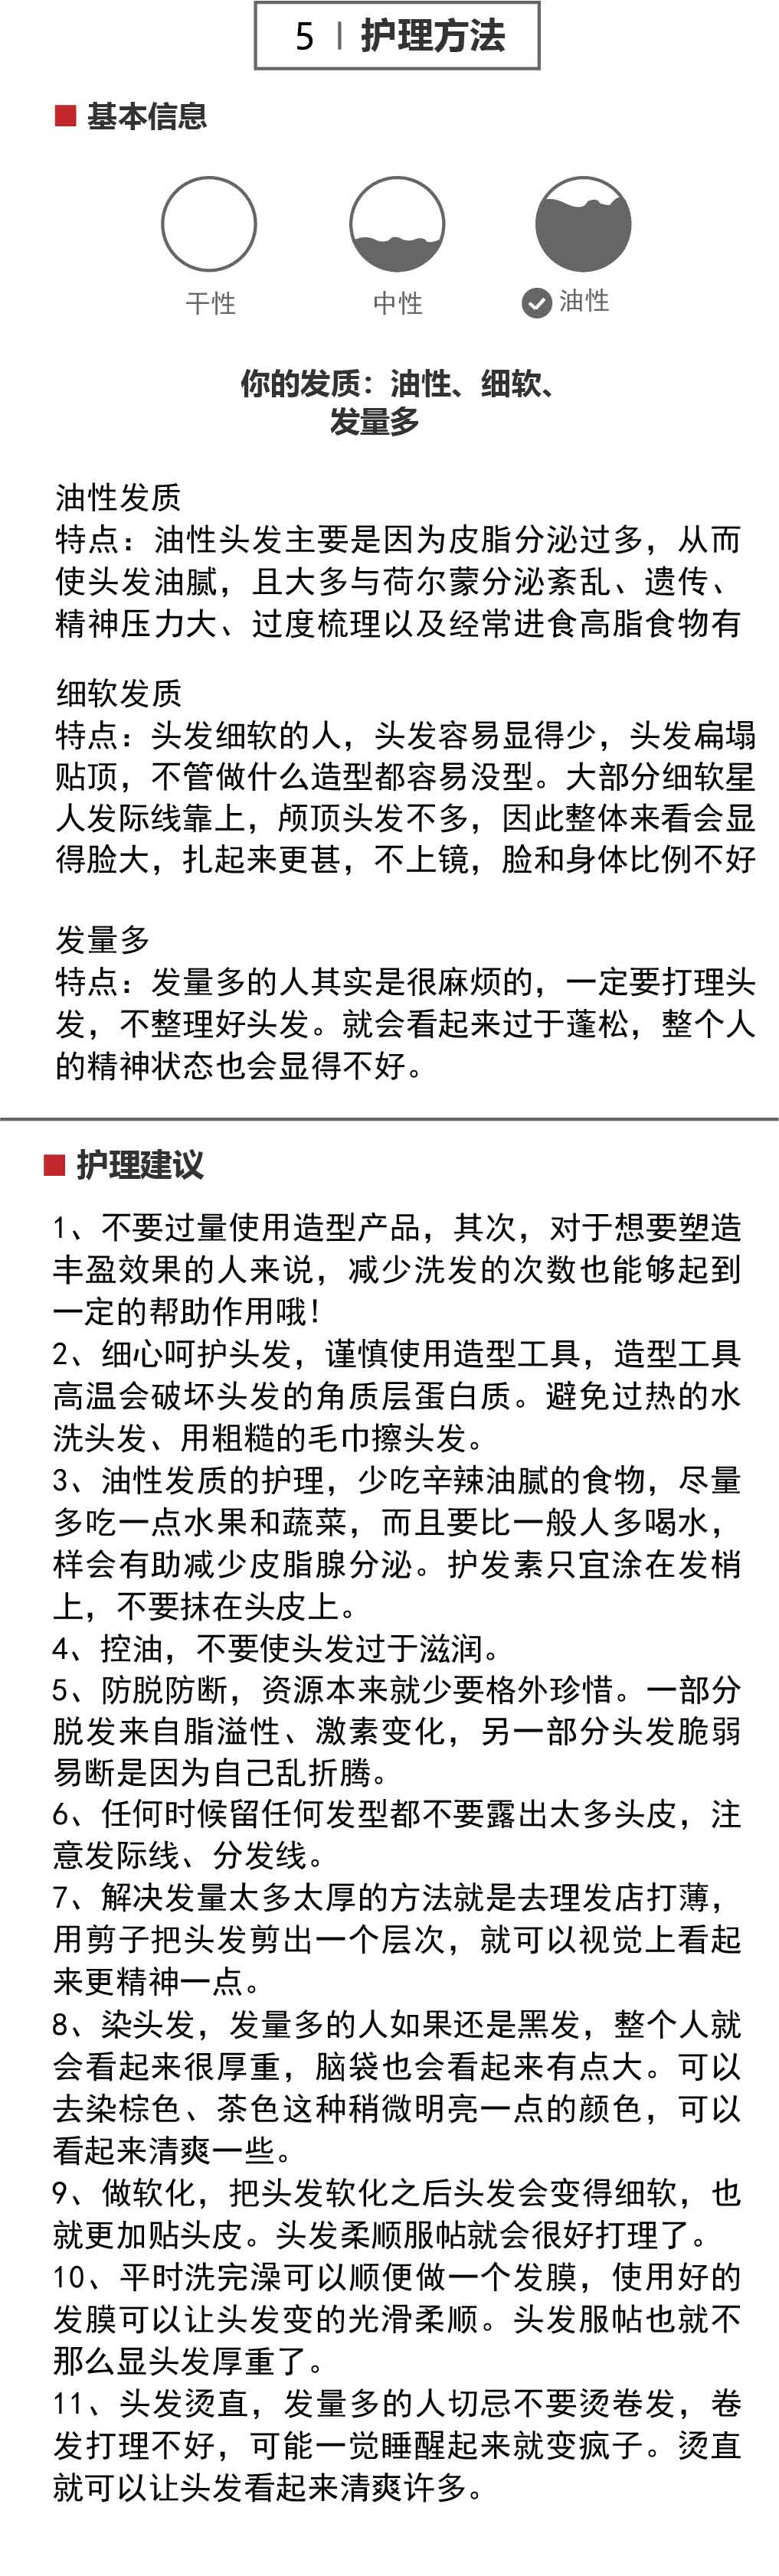 5 | 护理方法
基本信息
干性
中性
油性
你的发质：油性、细软、
发量多
油性发质
特点：油性头发主要是因为皮脂分泌过多，从而
使头发油腻，且大多与荷尔蒙分泌紊乱、遗传、
精神压力大、过度梳理以及经常进食高脂食物有
细软发质
特点：头发细软的人，头发容易显得少，头发扁塌
贴顶，不管做什么造型都容易没型。大部分细软星
人发际线靠上，颅顶头发不多，因此整体来看会显
得脸大，扎起来更甚，不上镜，脸和身体比例不好
发量多
特点：发量多的人其实是很麻烦的，一定要打理头
发，不整理好头发。就会看起来过于蓬松，整个人
的精神状态也会显得不好。
护理建议
1、不要过量使用造型产品，其次，对于想要塑造
丰盈效果的人来说，减少洗发的次数也能够起到
一定的帮助作用哦！
2、细心呵护头发，谨慎使用造型工具，造型工具
高温会破坏头发的角质层蛋白质。避免过热的水
洗头发、用粗糙的毛巾擦头发。
3、油性发质的护理，少吃辛辣油腻的食物，尽量
多吃一点水果和蔬菜，而且要比一般人多喝水，
样会有助减少皮脂腺分泌。护发素只宜涂在发梢
上，不要抹在头皮上。
4、控油，不要使头发过于滋润。
5、防脱防断，资源本来就少要格外珍惜。一部分
脱发来自脂溢性、激素变化，另一部分头发脆弱
易断是因为自己乱折腾。
6、任何时候留任何发型都不要露出太多头皮，注
意发际线、分发线。
7、解决发量太多太厚的方法就是去理发店打薄，
用剪子把头发剪出一个层次，就可以视觉上看起
来更精神一点。
8、染头发，发量多的人如果还是黑发，整个人就
会看起来很厚重，脑袋也会看起来有点大。可以
去染棕色、茶色这种稍微明亮一点的颜色，可以
看起来清爽一些。
9、做软化，把头发软化之后头发会变得细软，也
就更加贴头皮。头发柔顺服帖就会很好打理了。
10、平时洗完澡可以顺便做一个发膜，使用好的
发膜可以让头发变的光滑柔顺。头发服帖也就不
那么显头发厚重了。
11、头发烫直，发量多的人切忌不要烫卷发，卷
发打理不好，可能一觉睡醒起来就变疯子。烫直
就可以让头发看起来清爽许多。